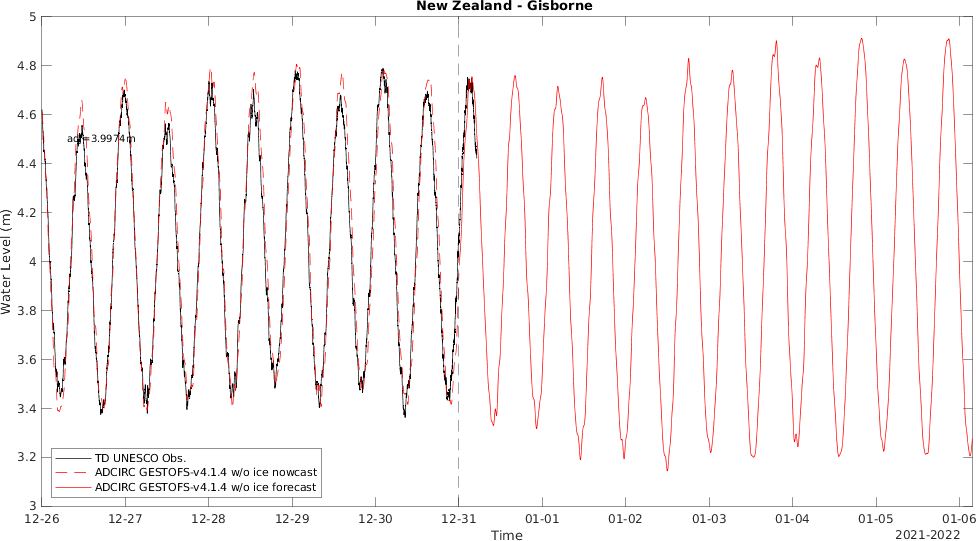 New Zealand - Gisborne
5
4.8
4.6
4.4
4.2
4
3.8
3.6
3.4
3.2
3
Water Level (m)
adj=3.9974m
TD UNESCO Obs.
ADCIRC GESTOFS-v4.1.4 w/o ice nowcast
ADCIRC GESTOFS-v4.1.4 w/o ice forecast
12-26 12-27 12-28 12-29 12-30 12-31 01-01 01-02 01-03 01-04 01-05 01-06
Time
2021-2022